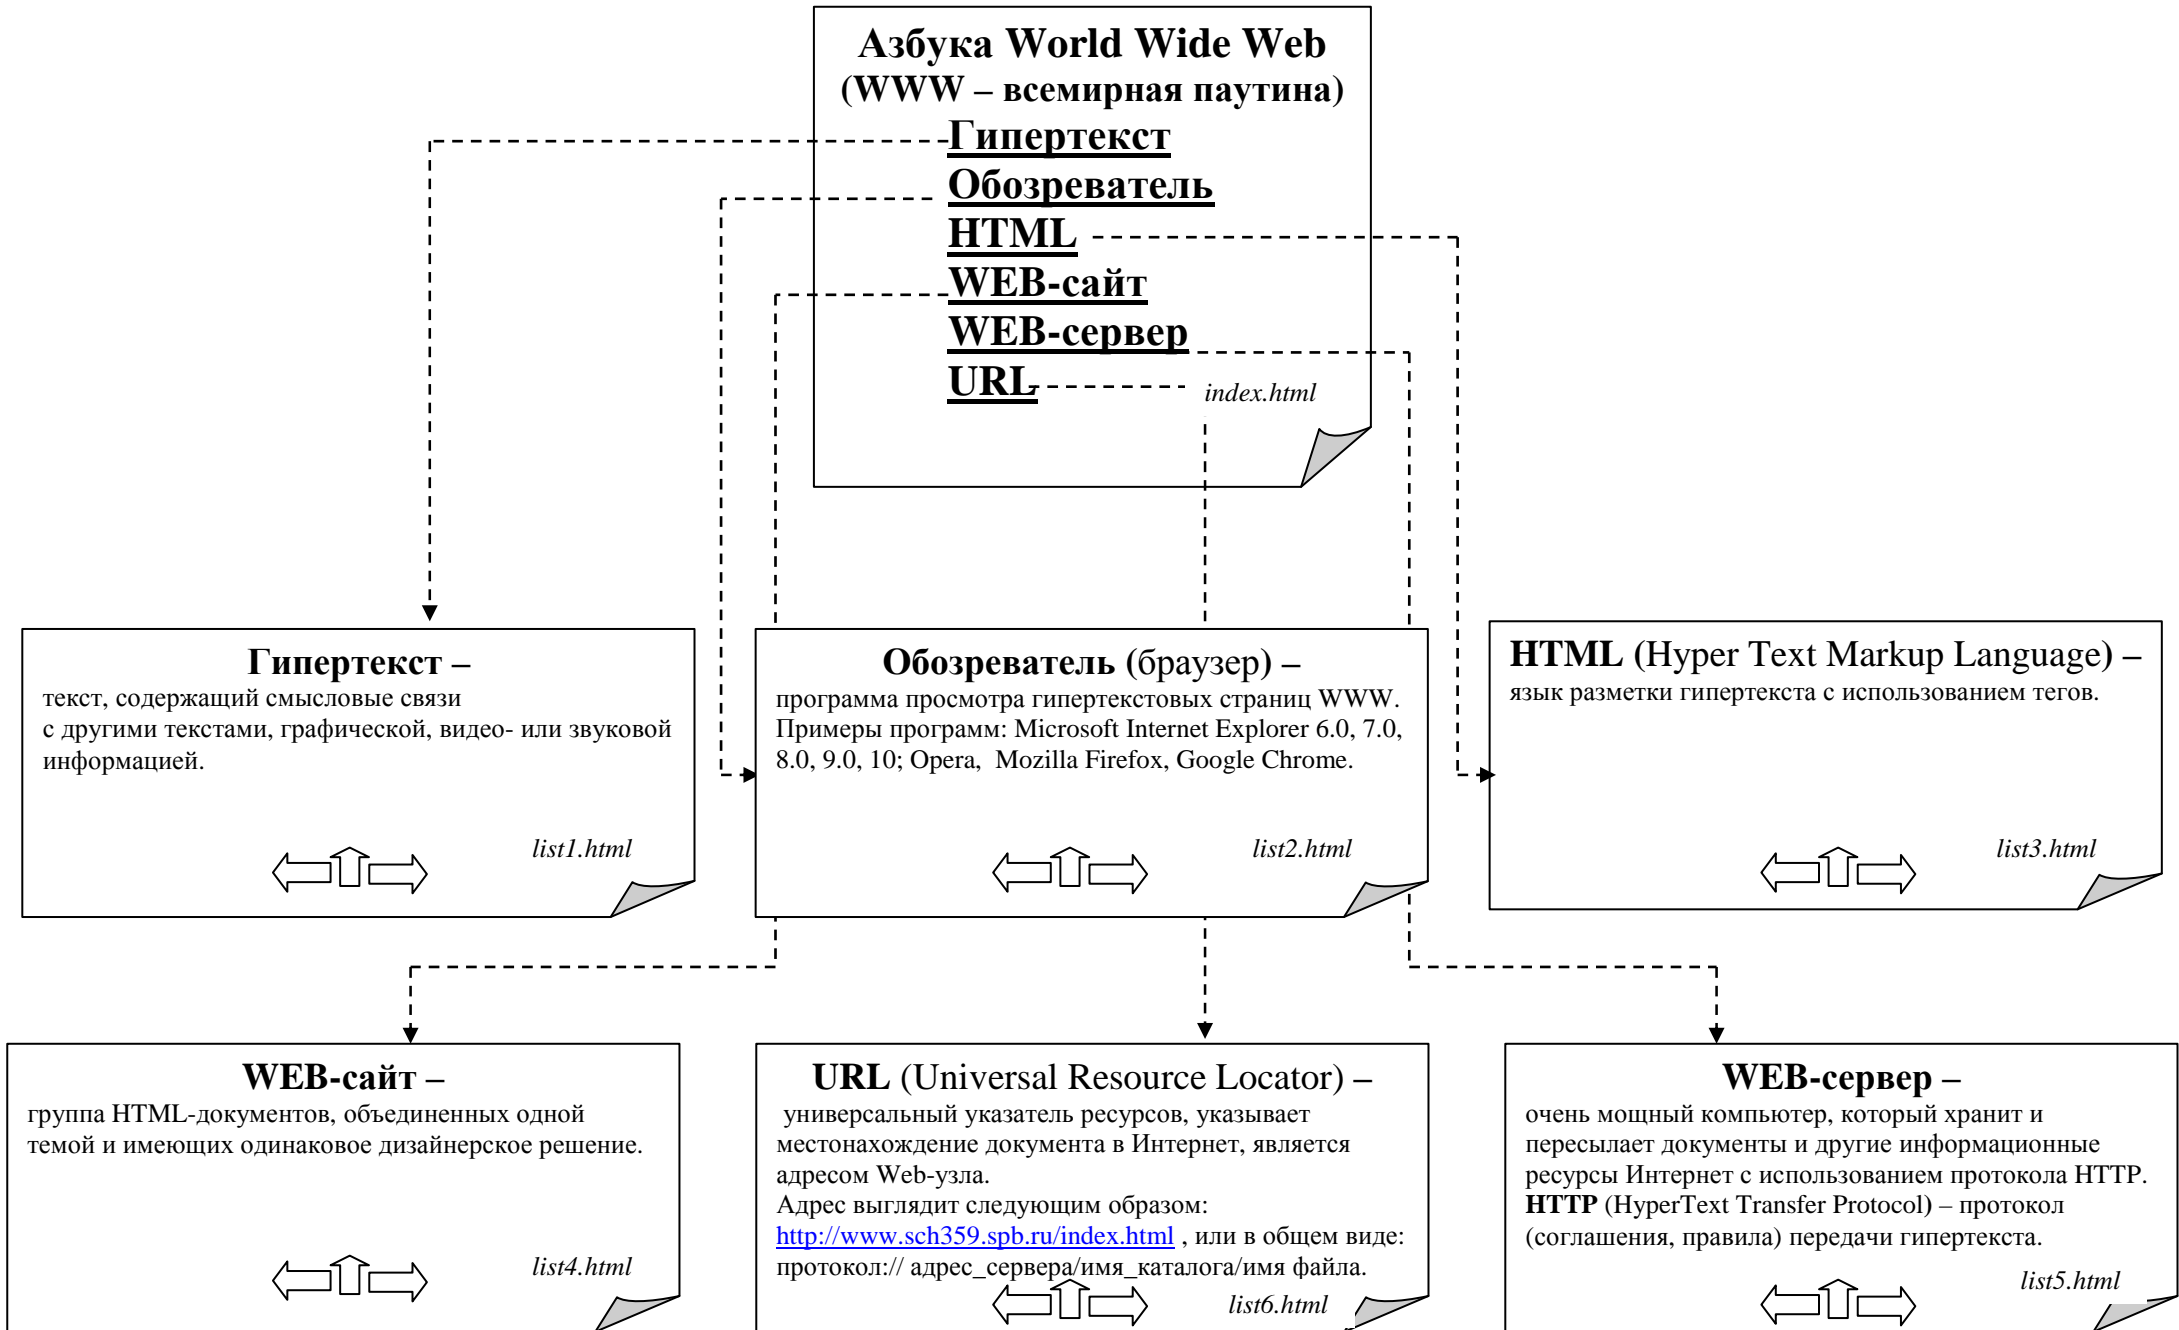 Азбука World Wide Web
(WWW – всемирная паутина)
Гипертекст
Обозреватель
HTML
WEB-сайт
WEB-сервер
URL
index.html
Гипертекст –
текст, содержащий смысловые связи
с другими текстами, графической, видео- или звуковой
информацией.
list1.html
Обозреватель (браузер) –
программа просмотра гипертекстовых страниц WWW.
Примеры программ: Microsoft Internet Explorer 6.0, 7.0,
8.0, 9.0, 10; Opera, Mozilla Firefox, Google Chrome.
list2.html
HTML (Hyper Text Markup Language) –
язык разметки гипертекста с использованием тегов.
list3.html
WEB-сайт –
группа HTML-документов, объединенных одной
темой и имеющих одинаковое дизайнерское решение.
list4.html
URL (Universal Resource Locator) –
универсальный указатель ресурсов, указывает
местонахождение документа в Интернет, является
адресом Web-узла.
Адрес выглядит следующим образом:
http://www.sch359.spb.ru/index.html , или в общем виде:
протокол:// адрес_сервера/имя_каталога/имя файла.
list6.html
WEB-сервер –
очень мощный компьютер, который хранит и
пересылает документы и другие информационные
ресурсы Интернет с использованием протокола HTTP.
HTTP (HyperText Transfer Protocol) – протокол
(соглашения, правила) передачи гипертекста.
list5.html